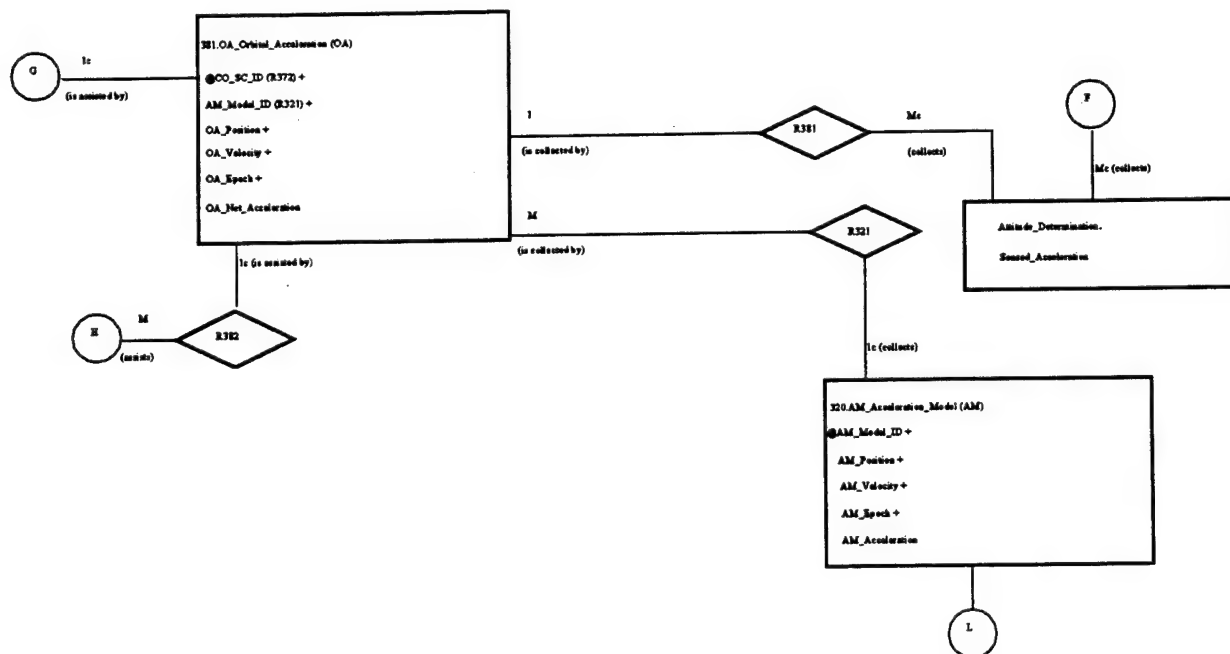 381.OA_Orbital_Acceleration (OA)
@CO_SC_ID (R372) +
AM_Model_ID (R321) +
OA_Position +
OA_Velocity +
OA_Epoch +
OA_Net_Acceleration
G
1c
(is assisted by)
1
(is collected by)
R381
Mc
(collects)
F
Mc (collects)
M
(is collected by)
R321
Attitude_Determination.
Sensed_Acceleration
1c (is assisted by)
H
M
(assists)
R382
1c (collects)
320.AM_Acceleration_Model (AM)
@AM_Model_ID +
AM_Position +
AM_Velocity +
AM_Epoch +
AM_Acceleration
L